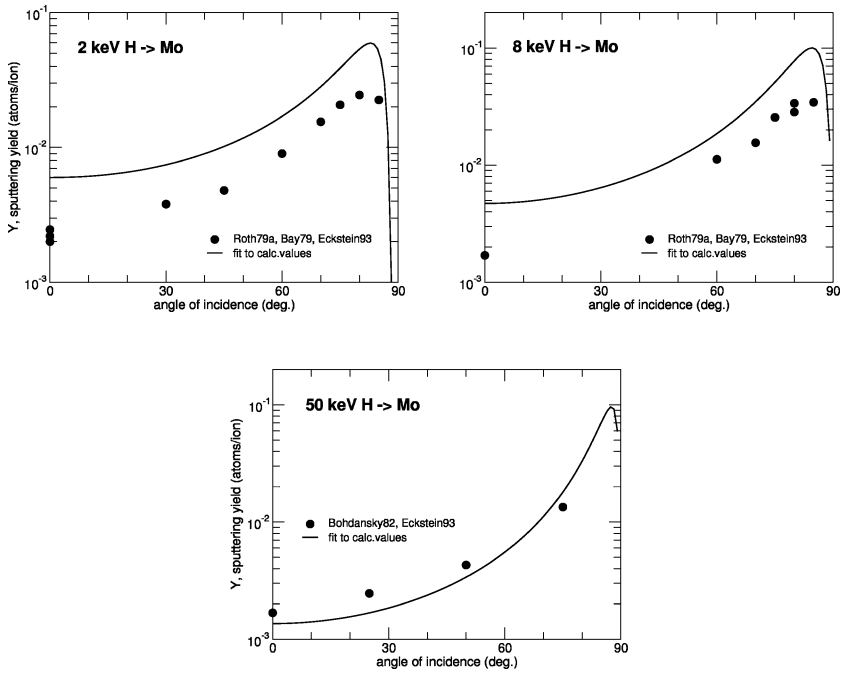 2 keV H -> Mo
Y, sputtering yield (atoms/ion)
10^-1
10^-2
10^-3
Roth79a, Bay79, Eckstein93
fit to calc.values
0 30 60 90
angle of incidence (deg.)
8 keV H -> Mo
10^-1
10^-2
10^-3
Roth79a, Bay79, Eckstein93
fit to calc.values
0 30 60 90
angle of incidence (deg.)
50 keV H -> Mo
Y, sputtering yield (atoms/ion)
10^-1
10^-2
10^-3
Bohdansky82, Eckstein93
fit to calc.values
0 30 60 90
angle of incidence (deg.)